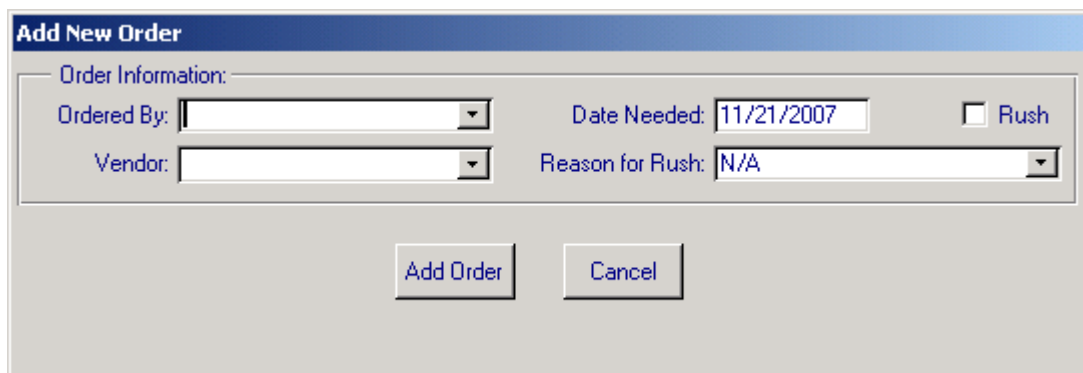 Add New Order
Order Information:
Ordered By: Date Needed: 11/21/2007 Rush
Vendor: Reason for Rush: N/A
Add Order Cancel